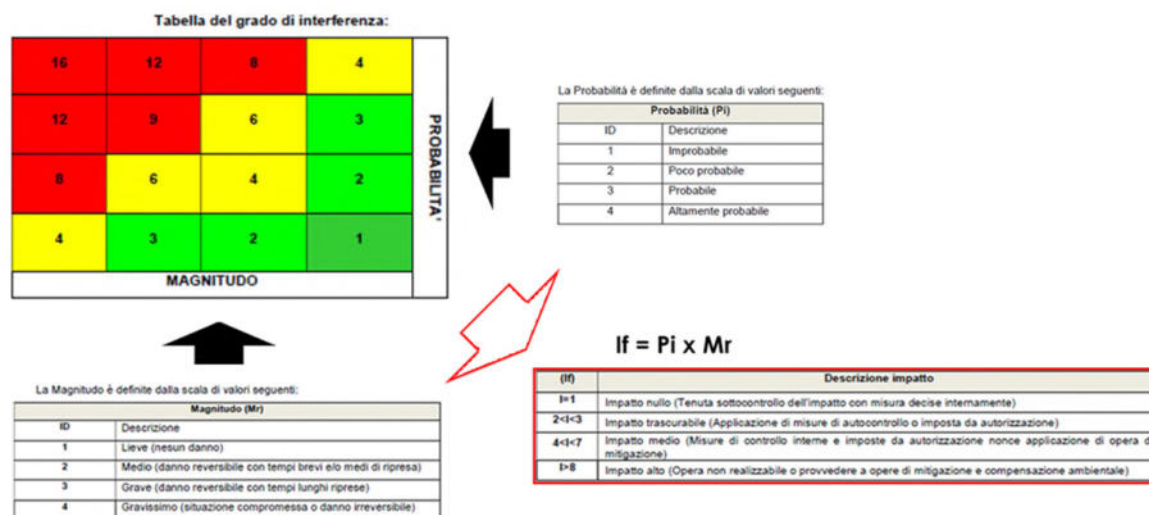 Tabella del grado di interferenza:
16 12 8 4
12 9 6 3
8 6 4 2
4 3 2 1
MAGNITUDO
PROBABILITA'
La Probabilità è definite dalla scala di valori seguenti:
Probabilità (Pi)
ID Descrizione
1 Improbabile
2 Poco probabile
3 Probabile
4 Altamente probabile
La Magnitudo è definite dalla scala di valori seguenti:
Magnitudo (Mr)
ID Descrizione
1 Lieve (nesun danno)
2 Medio (danno reversibile con tempi brevi e/o medi di ripresa)
3 Grave (danno reversibile con tempi lunghi riprese)
4 Gravissimo (situazione compromessa o danno irreversibile)
If = Pi x Mr
(If) Descrizione impatto
I=1 Impatto nullo (Tenuta sottocontrollo dell'impatto con misura decise internamente)
2<I<3 Impatto trascurabile (Applicazione di misure di autocontrollo o imposta da autorizzazione)
4<I<7 Impatto medio (Misure di controllo interne e imposte da autorizzazione nonce applicazione di opera di
mitigazione)
I>8 Impatto alto (Opera non realizzabile o provvedere a opere di mitigazione e compensazione ambientale)